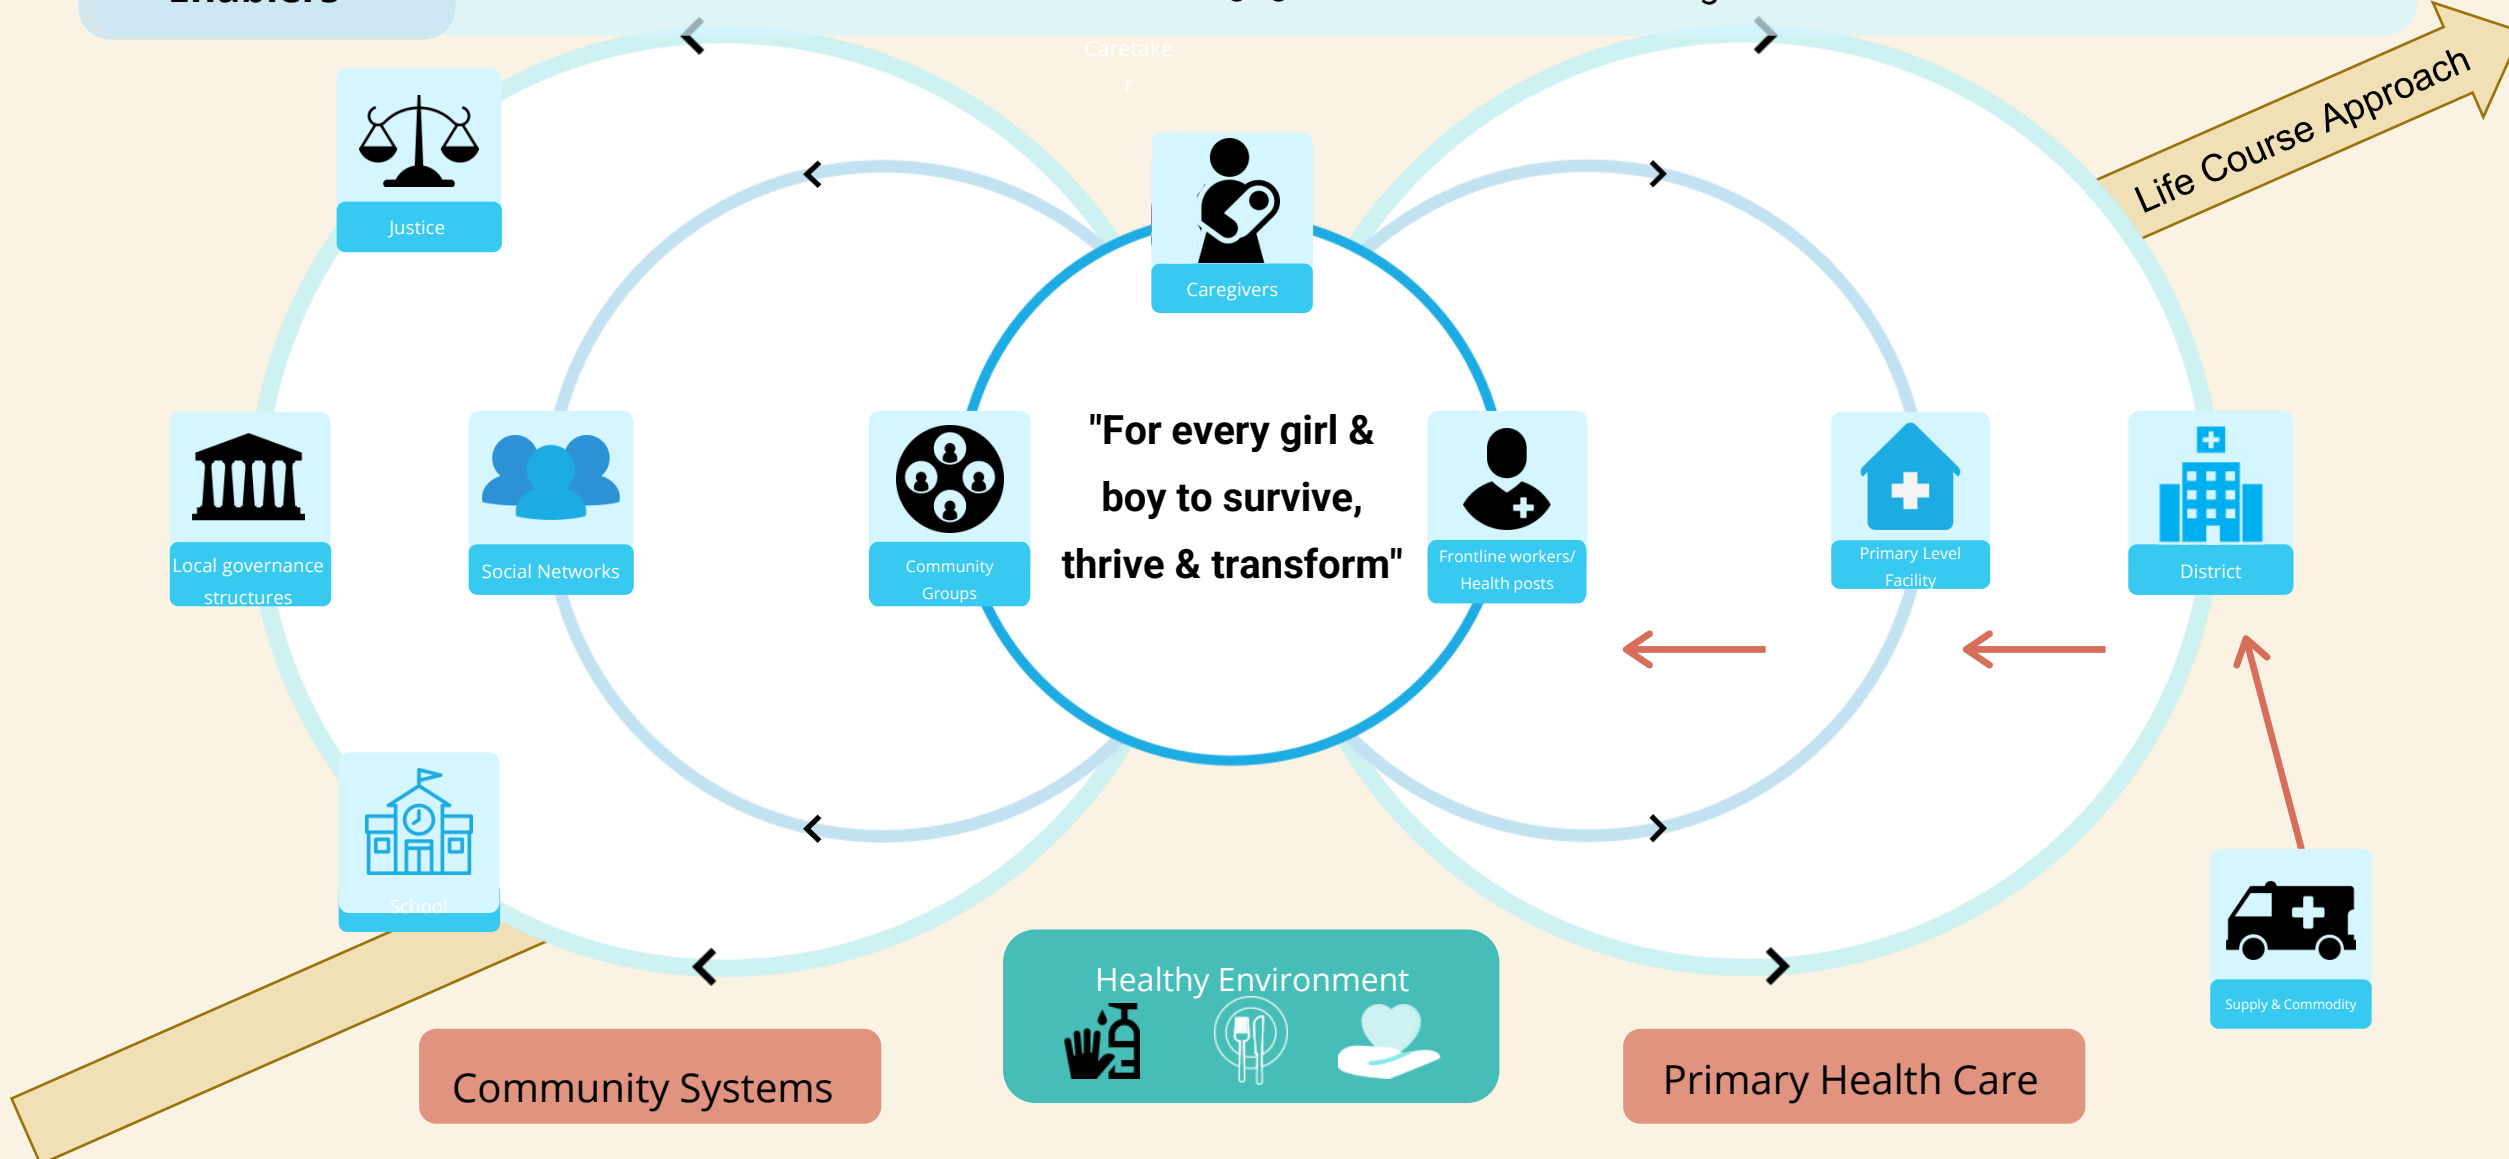 Enablers
Caretake
r
Life Course Approach
Justice
Caregivers
"For every girl &
boy to survive,
thrive & transform"
Local governance
structures
Social Networks
Community
Groups
Frontline workers/
Health posts
Primary Level
Facility
District
School
Healthy Environment
Supply & Commodity
Community Systems
Primary Health Care